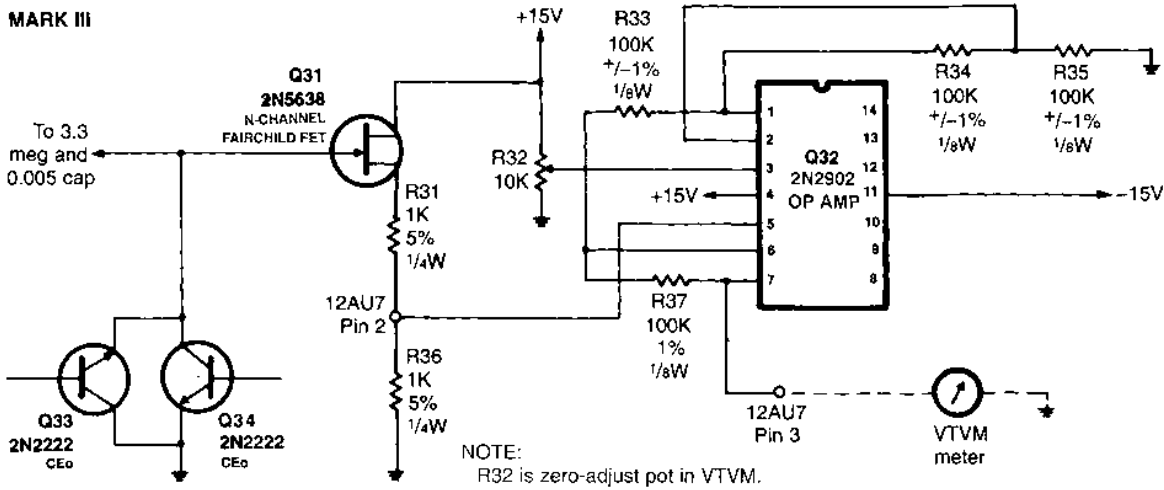 MARK III
+15V
R33
100K
+/–1%
1/8W
R34
100K
+/–1%
1/8W
R35
100K
+/–1%
1/8W
Q31
2N5638
N-CHANNEL
FAIRCHILD FET
To 3.3
meg and
0.005 cap
R32
10K
R31
1K
5%
1/4W
+15V
1
2
3
4
5
6
7
14
13
12
11
10
9
8
Q32
2N2902
OP AMP
–15V
12AU7
Pin 2
R37
100K
1%
1/8W
R36
1K
5%
1/4W
Q33
2N2222
CEo
Q34
2N2222
CEo
12AU7
Pin 3
VTVM
meter
NOTE:
R32 is zero-adjust pot in VTVM.